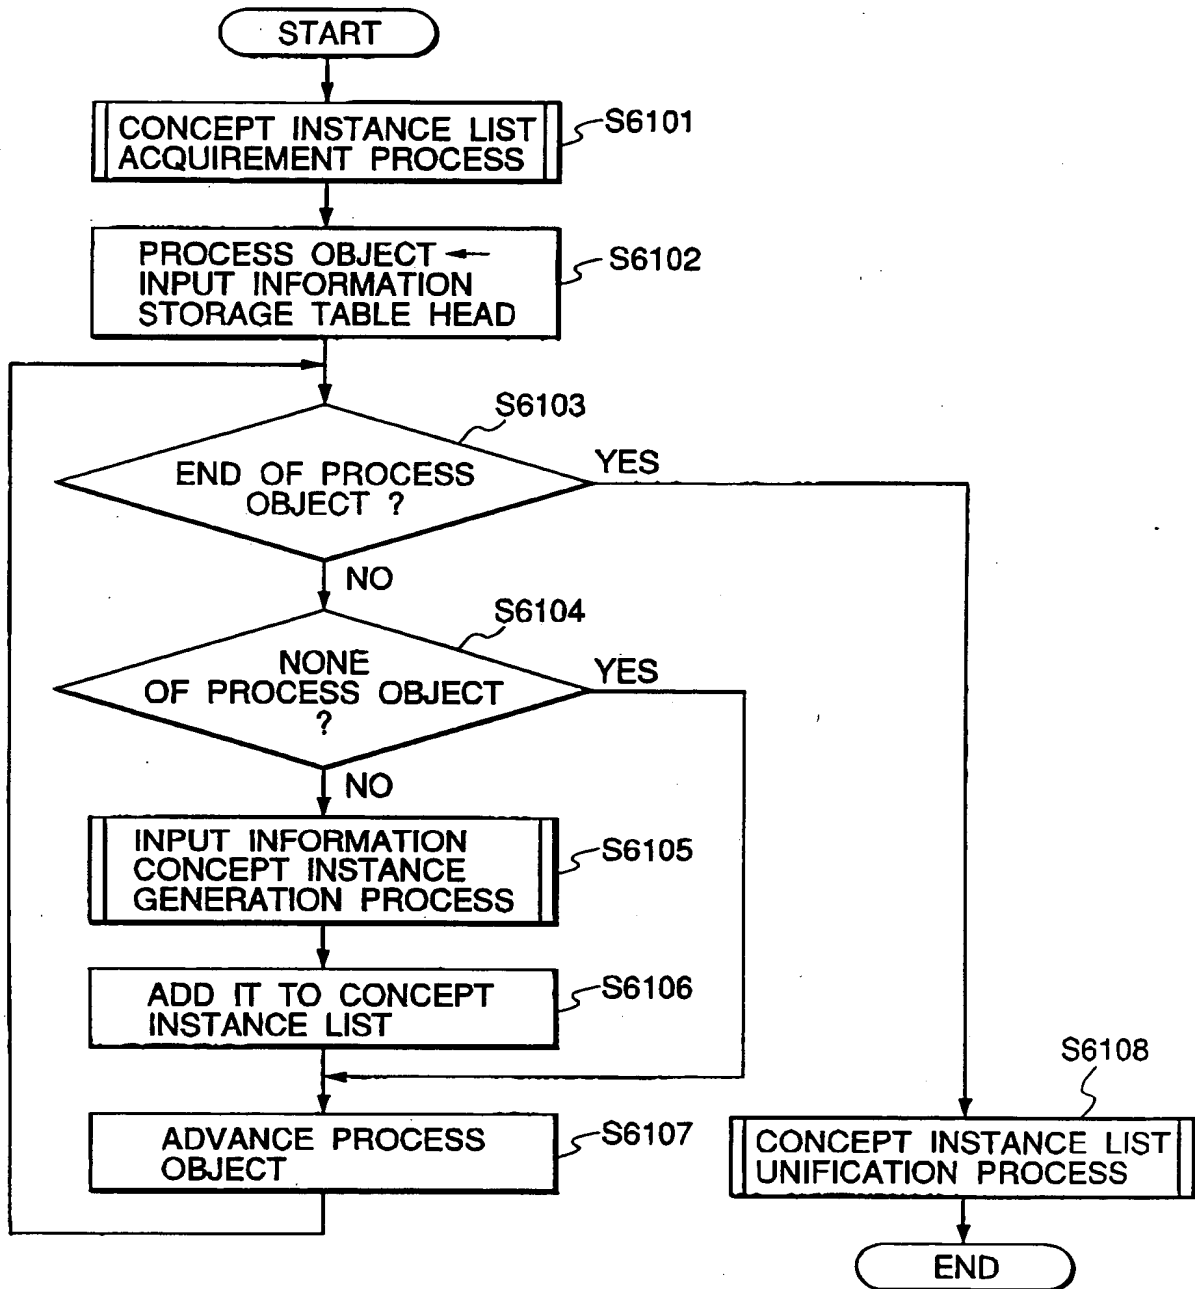 START
CONCEPT INSTANCE LIST
ACQUIREMENT PROCESS
S6101
PROCESS OBJECT ←
INPUT INFORMATION
STORAGE TABLE HEAD
S6102
S6103
END OF PROCESS
OBJECT ?
YES
NO
S6104
NONE
OF PROCESS OBJECT
?
YES
NO
INPUT INFORMATION
CONCEPT INSTANCE
GENERATION PROCESS
S6105
ADD IT TO CONCEPT
INSTANCE LIST
S6106
ADVANCE PROCESS
OBJECT
S6107
S6108
CONCEPT INSTANCE LIST
UNIFICATION PROCESS
END